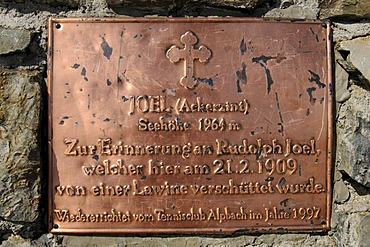 JOEL (Ackerzint)
Seehöhe 1964 m
Zur Erinnerung an Rudolph Joel,
welcher hier am 21.2.1909
von einer Lawine verschüttet wurde.
Wiedererrichtet vom Tennisclub Alpbach im Jahre 1997